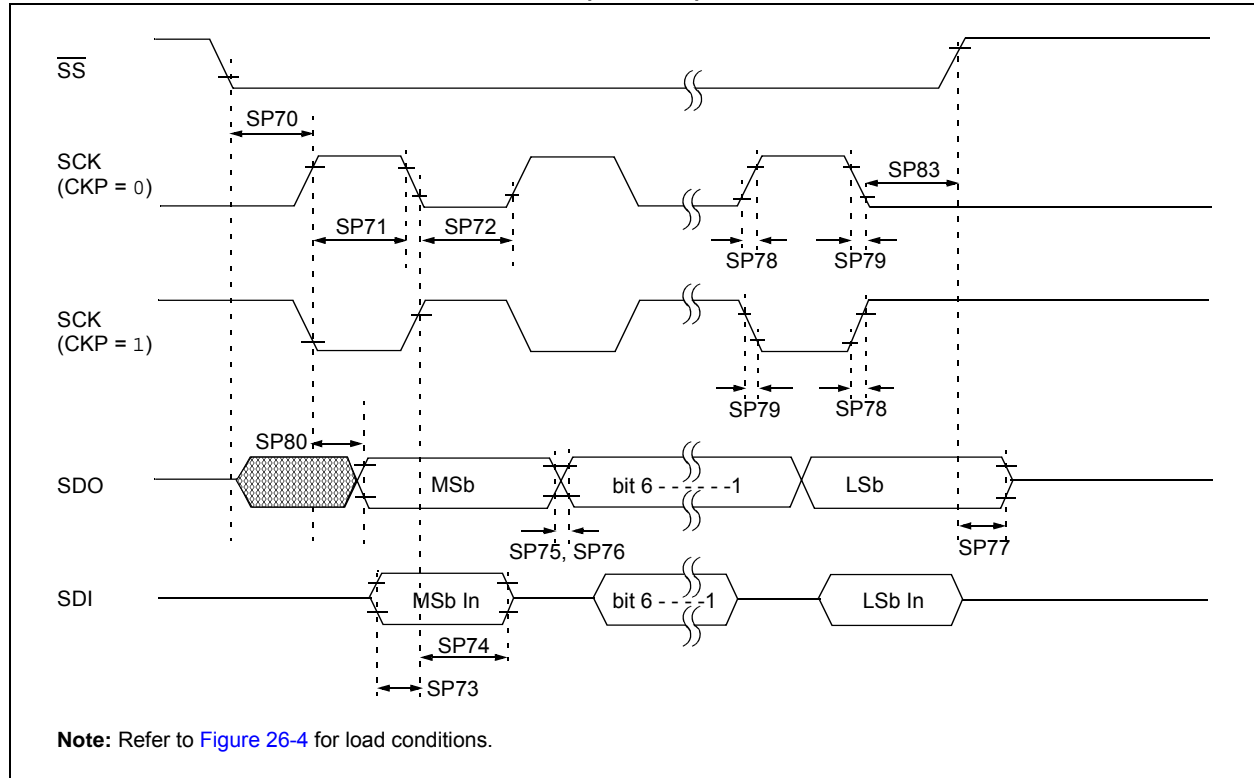 SS
SP70
SCK
(CKP = 0)
SP83
SP71
SP72
SP78
SP79
SCK
(CKP = 1)
SP79
SP78
SP80
SDO
MSb
bit 6 - - - - - -1
LSb
SP75, SP76
SP77
SDI
MSb In
bit 6 - - - -1
LSb In
SP74
SP73
Note: Refer to Figure 26-4 for load conditions.